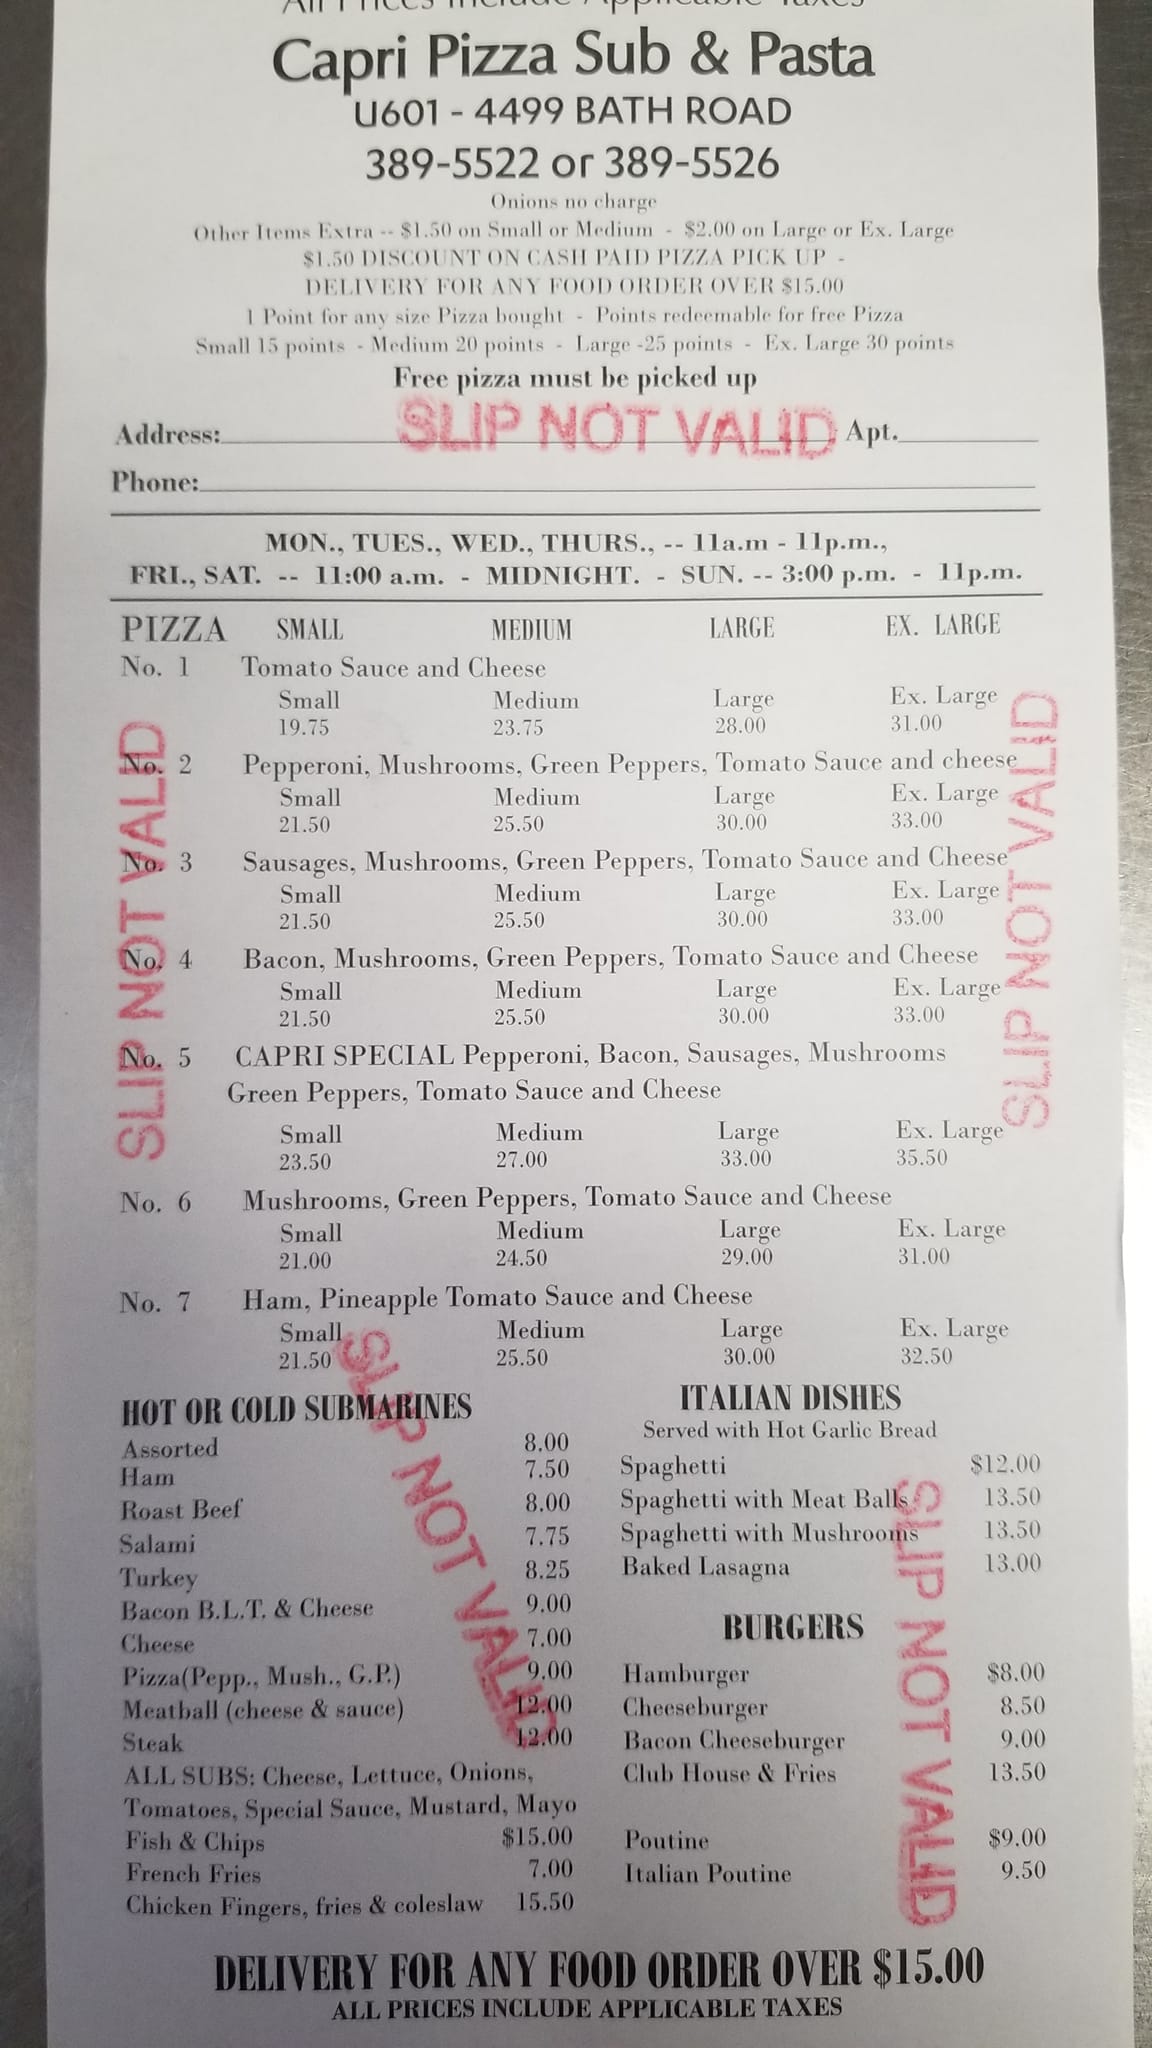 All Prices Include Applicable Taxes
Capri Pizza Sub & Pasta
U601 - 4499 BATH ROAD
389-5522 or 389-5526
Onions no charge
Other Items Extra -- $1.50 on Small or Medium - $2.00 on Large or Ex. Large
$1.50 DISCOUNT ON CASH PAID PIZZA PICK UP -
DELIVERY FOR ANY FOOD ORDER OVER $15.00
1 Point for any size Pizza bought - Points redeemable for free Pizza
Small 15 points - Medium 20 points - Large -25 points - Ex. Large 30 points
Free pizza must be picked up
SLIP NOT VALID
Address: Apt.
Phone:
MON., TUES., WED., THURS., -- 11a.m - 11p.m.,
FRI., SAT. -- 11:00 a.m. - MIDNIGHT. - SUN. -- 3:00 p.m. - 11p.m.
PIZZA SMALL MEDIUM LARGE EX. LARGE
No. 1 Tomato Sauce and Cheese
Small Medium Large Ex. Large
19.75 23.75 28.00 31.00
SLIP NOT VALID
SLIP NOT VALID
No. 2 Pepperoni, Mushrooms, Green Peppers, Tomato Sauce and cheese
Small Medium Large Ex. Large
21.50 25.50 30.00 33.00
No. 3 Sausages, Mushrooms, Green Peppers, Tomato Sauce and Cheese
Small Medium Large Ex. Large
21.50 25.50 30.00 33.00
No. 4 Bacon, Mushrooms, Green Peppers, Tomato Sauce and Cheese
Small Medium Large Ex. Large
21.50 25.50 30.00 33.00
No. 5 CAPRI SPECIAL Pepperoni, Bacon, Sausages, Mushrooms
Green Peppers, Tomato Sauce and Cheese
Small Medium Large Ex. Large
23.50 27.00 33.00 35.50
No. 6 Mushrooms, Green Peppers, Tomato Sauce and Cheese
Small Medium Large Ex. Large
21.00 24.50 29.00 31.00
No. 7 Ham, Pineapple Tomato Sauce and Cheese
Small Medium Large Ex. Large
21.50 25.50 30.00 32.50
HOT OR COLD SUBMARINES
Assorted 8.00
Ham 7.50
Roast Beef 8.00
Salami 7.75
Turkey 8.25
Bacon B.L.T. & Cheese 9.00
Cheese 7.00
Pizza(Pepp., Mush., G.P.) 9.00
Meatball (cheese & sauce) 12.00
Steak 12.00
ALL SUBS: Cheese, Lettuce, Onions,
Tomatoes, Special Sauce, Mustard, Mayo
Fish & Chips $15.00
French Fries 7.00
Chicken Fingers, fries & coleslaw 15.50
SLIP NOT VALID
ITALIAN DISHES
Served with Hot Garlic Bread
Spaghetti $12.00
Spaghetti with Meat Balls 13.50
Spaghetti with Mushrooms 13.50
Baked Lasagna 13.00
BURGERS
Hamburger $8.00
Cheeseburger 8.50
Bacon Cheeseburger 9.00
Club House & Fries 13.50
Poutine $9.00
Italian Poutine 9.50
SLIP NOT VALID
DELIVERY FOR ANY FOOD ORDER OVER $15.00
ALL PRICES INCLUDE APPLICABLE TAXES